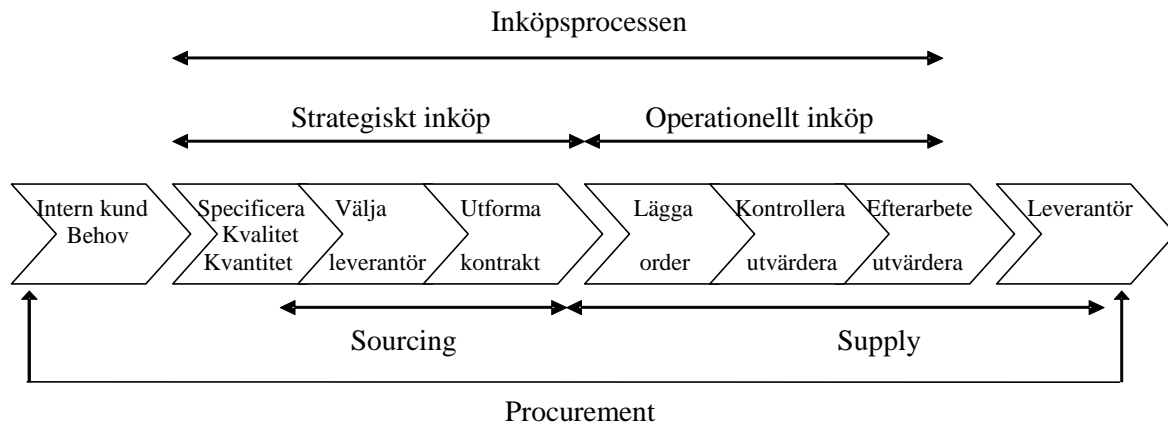 Inköpsprocessen
Strategiskt inköp
Operationellt inköp
Intern kund
Behov
Specificera
Kvalitet
Kvantitet
Välja
leverantör
Utforma
kontrakt
Lägga
order
Kontrollera
utvärdera
Efterarbete
utvärdera
Leverantör
Sourcing
Supply
Procurement